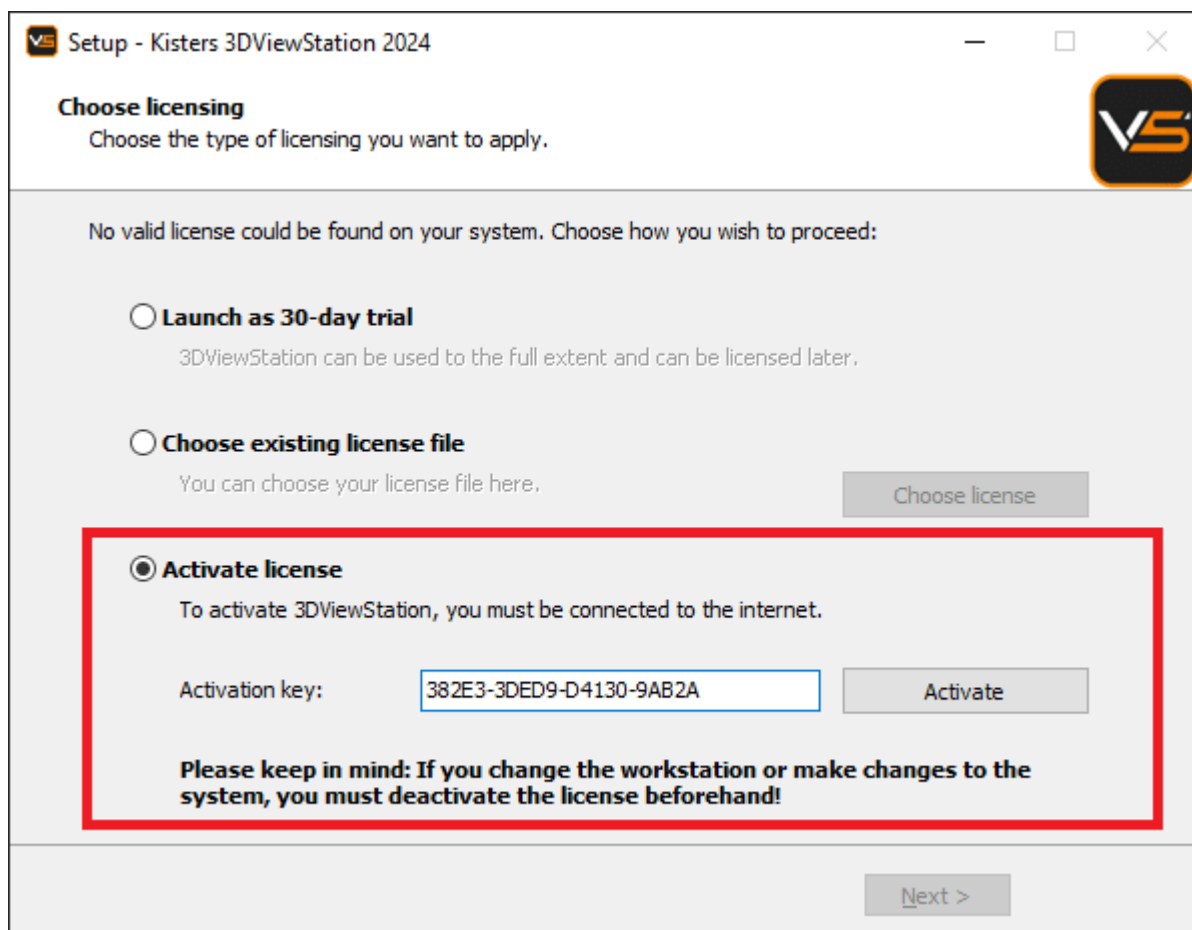 VS Setup - Kisters 3DViewStation 2024
Choose licensing
Choose the type of licensing you want to apply.
VS
No valid license could be found on your system. Choose how you wish to proceed:
Launch as 30-day trial
3DViewStation can be used to the full extent and can be licensed later.
Choose existing license file
You can choose your license file here.
Choose license
Activate license
To activate 3DViewStation, you must be connected to the internet.
Activation key: 382E3-3DED9-D4130-9AB2A Activate
Please keep in mind: If you change the workstation or make changes to the
system, you must deactivate the license beforehand!
Next >